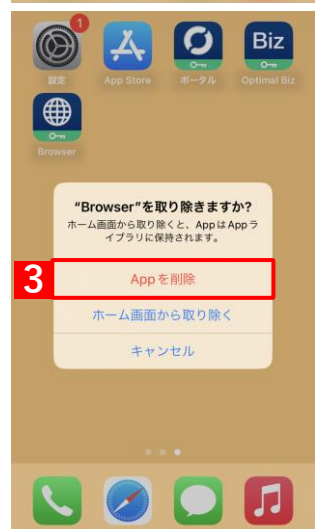 1
Biz
設定
App Store
ポータル
Optimal Biz
Browser
"Browser"を取り除きますか?
ホーム画面から取り除くと、AppはAppラ
イブラリに保持されます。
3
Appを削除
ホーム画面から取り除く
キャンセル